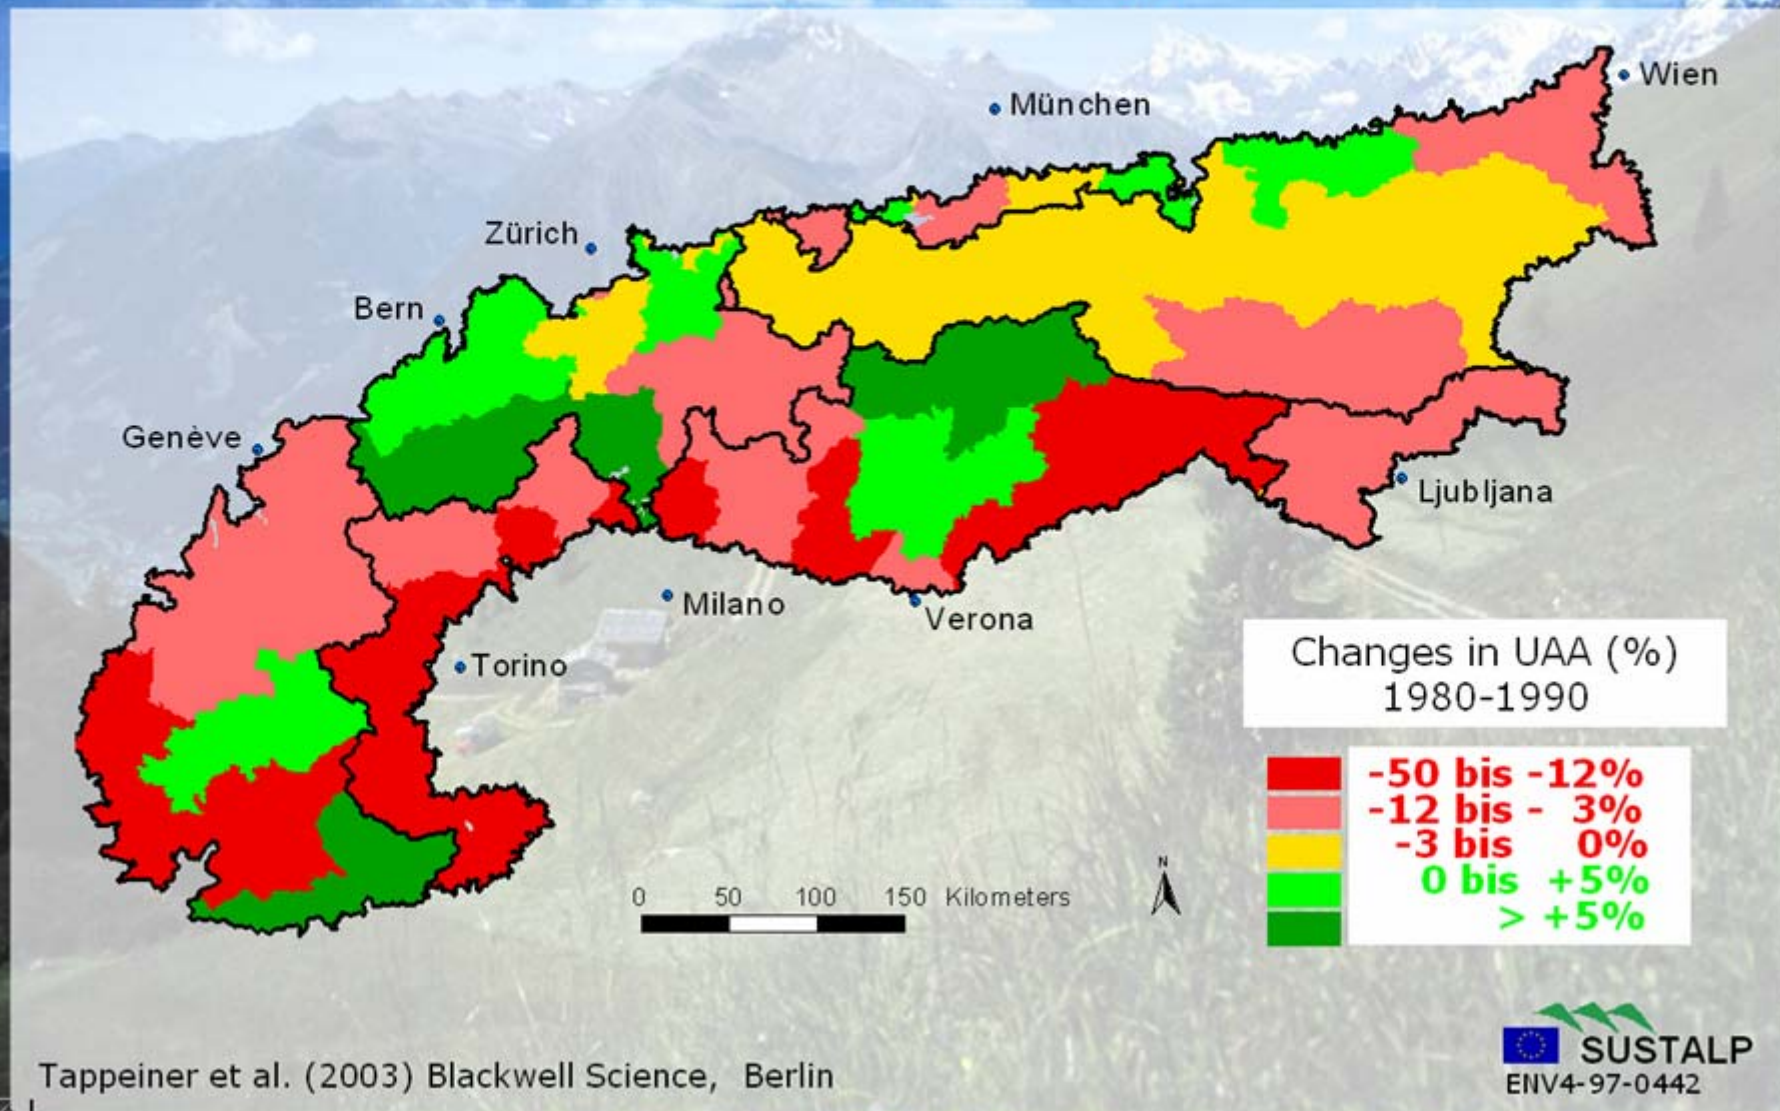 Wien
München
Zürich
Bern
Genève
Ljubljana
Milano
Verona
Torino
Changes in UAA (%)
1980-1990
-50 bis -12%
-12 bis - 3%
-3 bis 0%
0 bis +5%
> +5%
N
0 50 100 150 Kilometers
SUSTALP
ENV4-97-0442
Tappeiner et al. (2003) Blackwell Science, Berlin